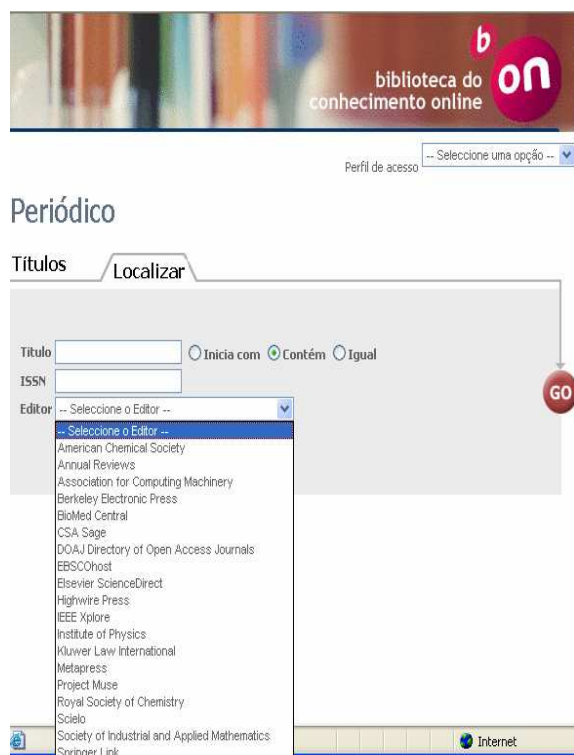 b
on
biblioteca do
conhecimento online
Perfil de acesso -- Seleccione uma opção --
Periódico
Títulos Localizar
Título Inicia com Contém Igual
ISSN
GO
Editor -- Seleccione o Editor --
-- Seleccione o Editor --
American Chemical Society
Annual Reviews
Association for Computing Machinery
Berkeley Electronic Press
BioMed Central
CSA Sage
DOAJ Directory of Open Access Journals
EBSCOhost
Elsevier ScienceDirect
Highwire Press
IEEE Xplore
Institute of Physics
Kluwer Law International
Metapress
Project Muse
Royal Society of Chemistry
Scielo
Society of Industrial and Applied Mathematics
Springer Link
Internet